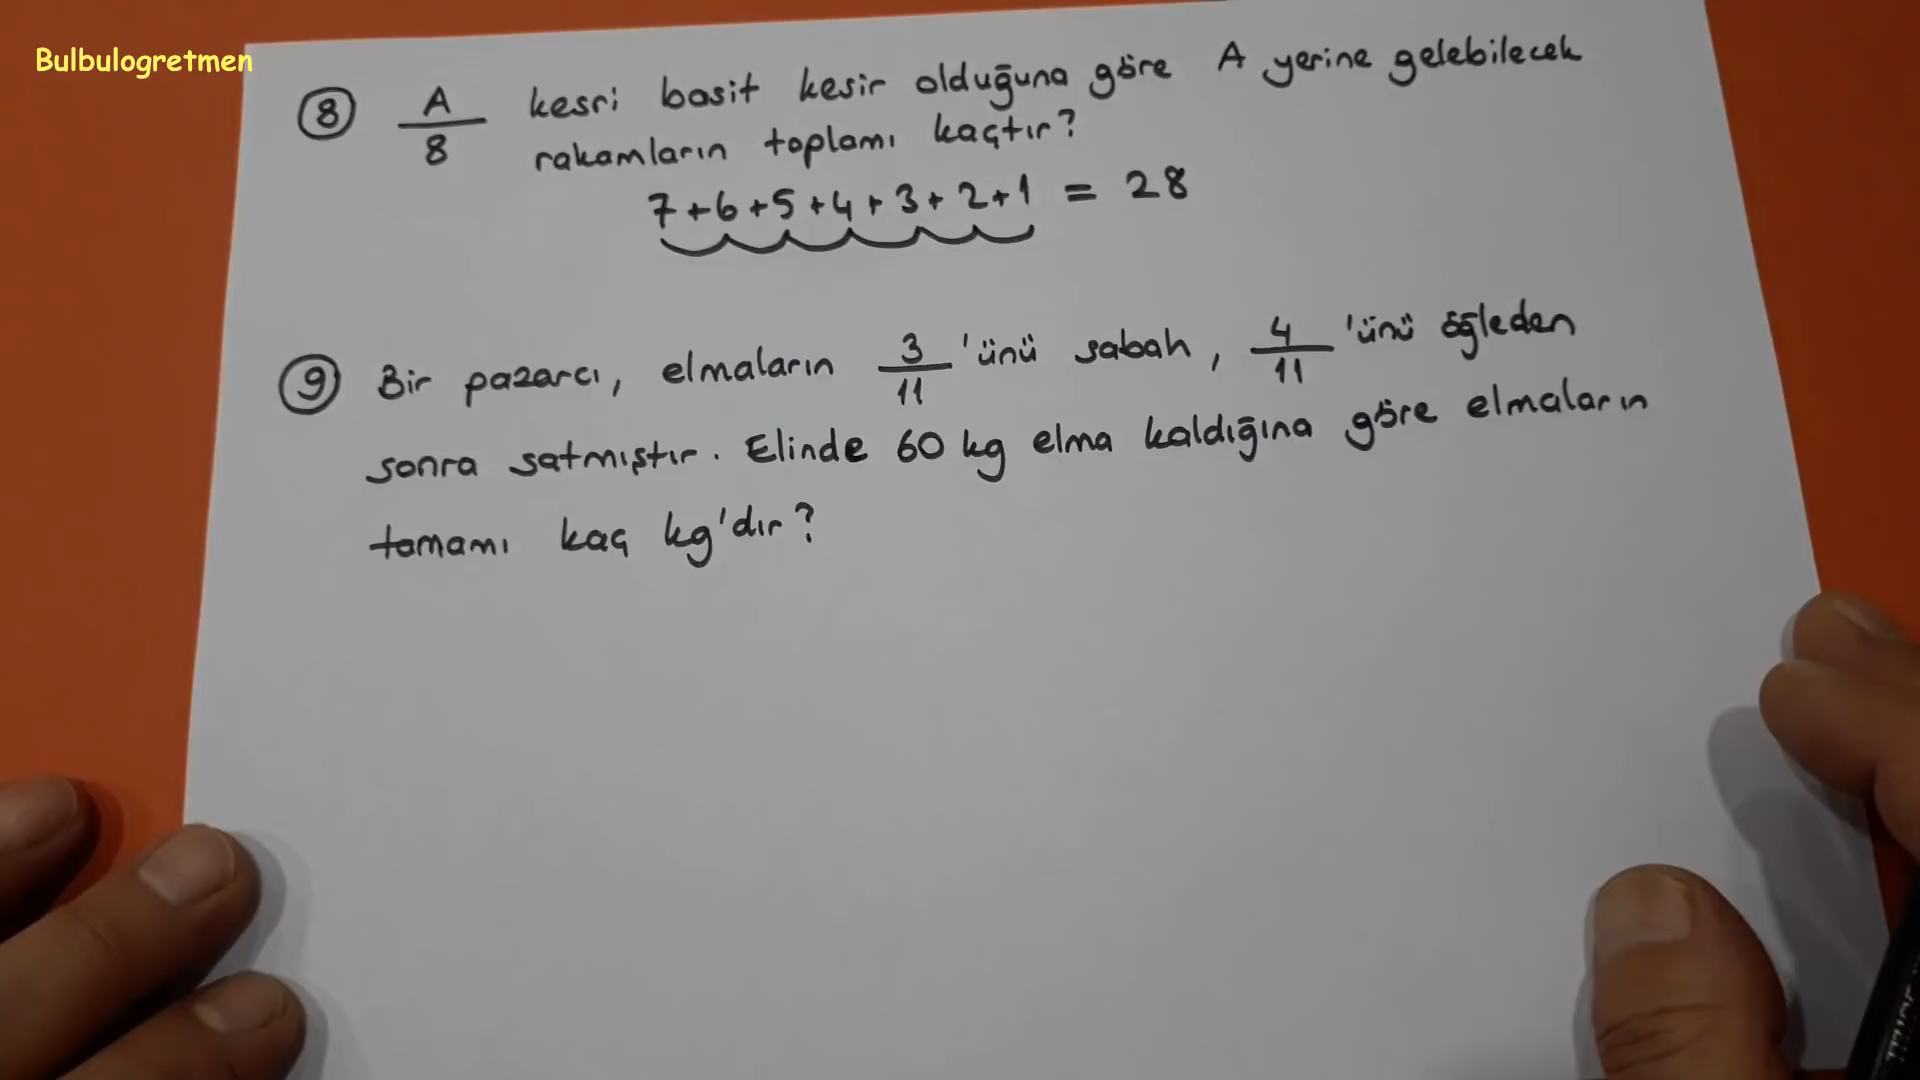 Bulbulogretmen
8 A/8 kesri basit kesir olduğuna göre A yerine gelebilecek
rakamların toplamı kaçtır?
7+6+5+4+3+2+1 = 28
9 Bir pazarcı, elmaların 3/11 'ünü sabah, 4/11 'ünü öğleden
sonra satmıştır. Elinde 60 kg elma kaldığına göre elmaların
tamamı kaç kg'dır?